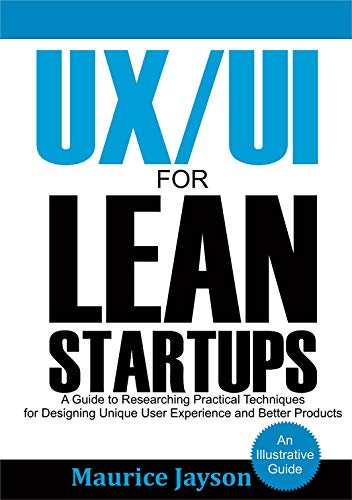 UX/UI
FOR
LEAN
STARTUPS
A Guide to Researching Practical Techniques
for Designing Unique User Experience and Better Products
An
Illustrative
Guide
Maurice Jayson